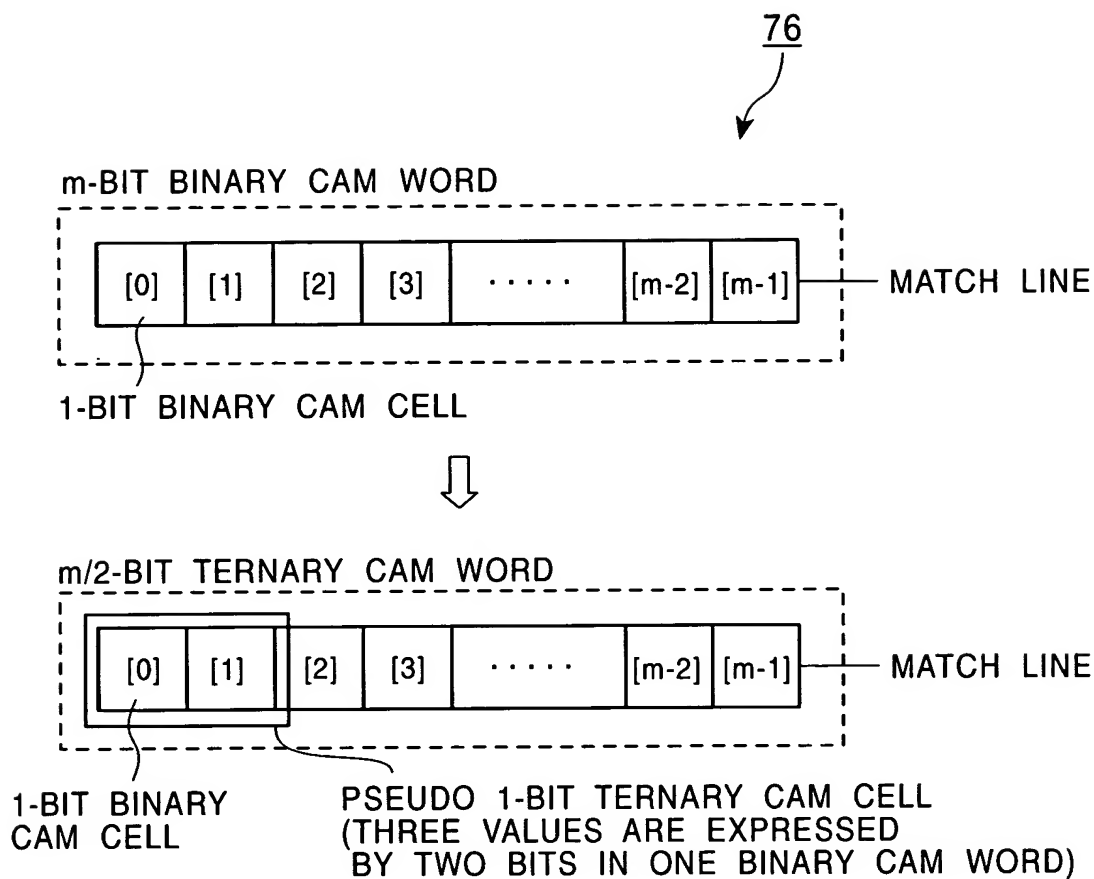 76
m-BIT BINARY CAM WORD
[0] [1] [2] [3] ····· [m-2] [m-1] MATCH LINE
1-BIT BINARY CAM CELL
m/2-BIT TERNARY CAM WORD
[0] [1] [2] [3] ····· [m-2] [m-1] MATCH LINE
1-BIT BINARY
CAM CELL
PSEUDO 1-BIT TERNARY CAM CELL
(THREE VALUES ARE EXPRESSED
BY TWO BITS IN ONE BINARY CAM WORD)